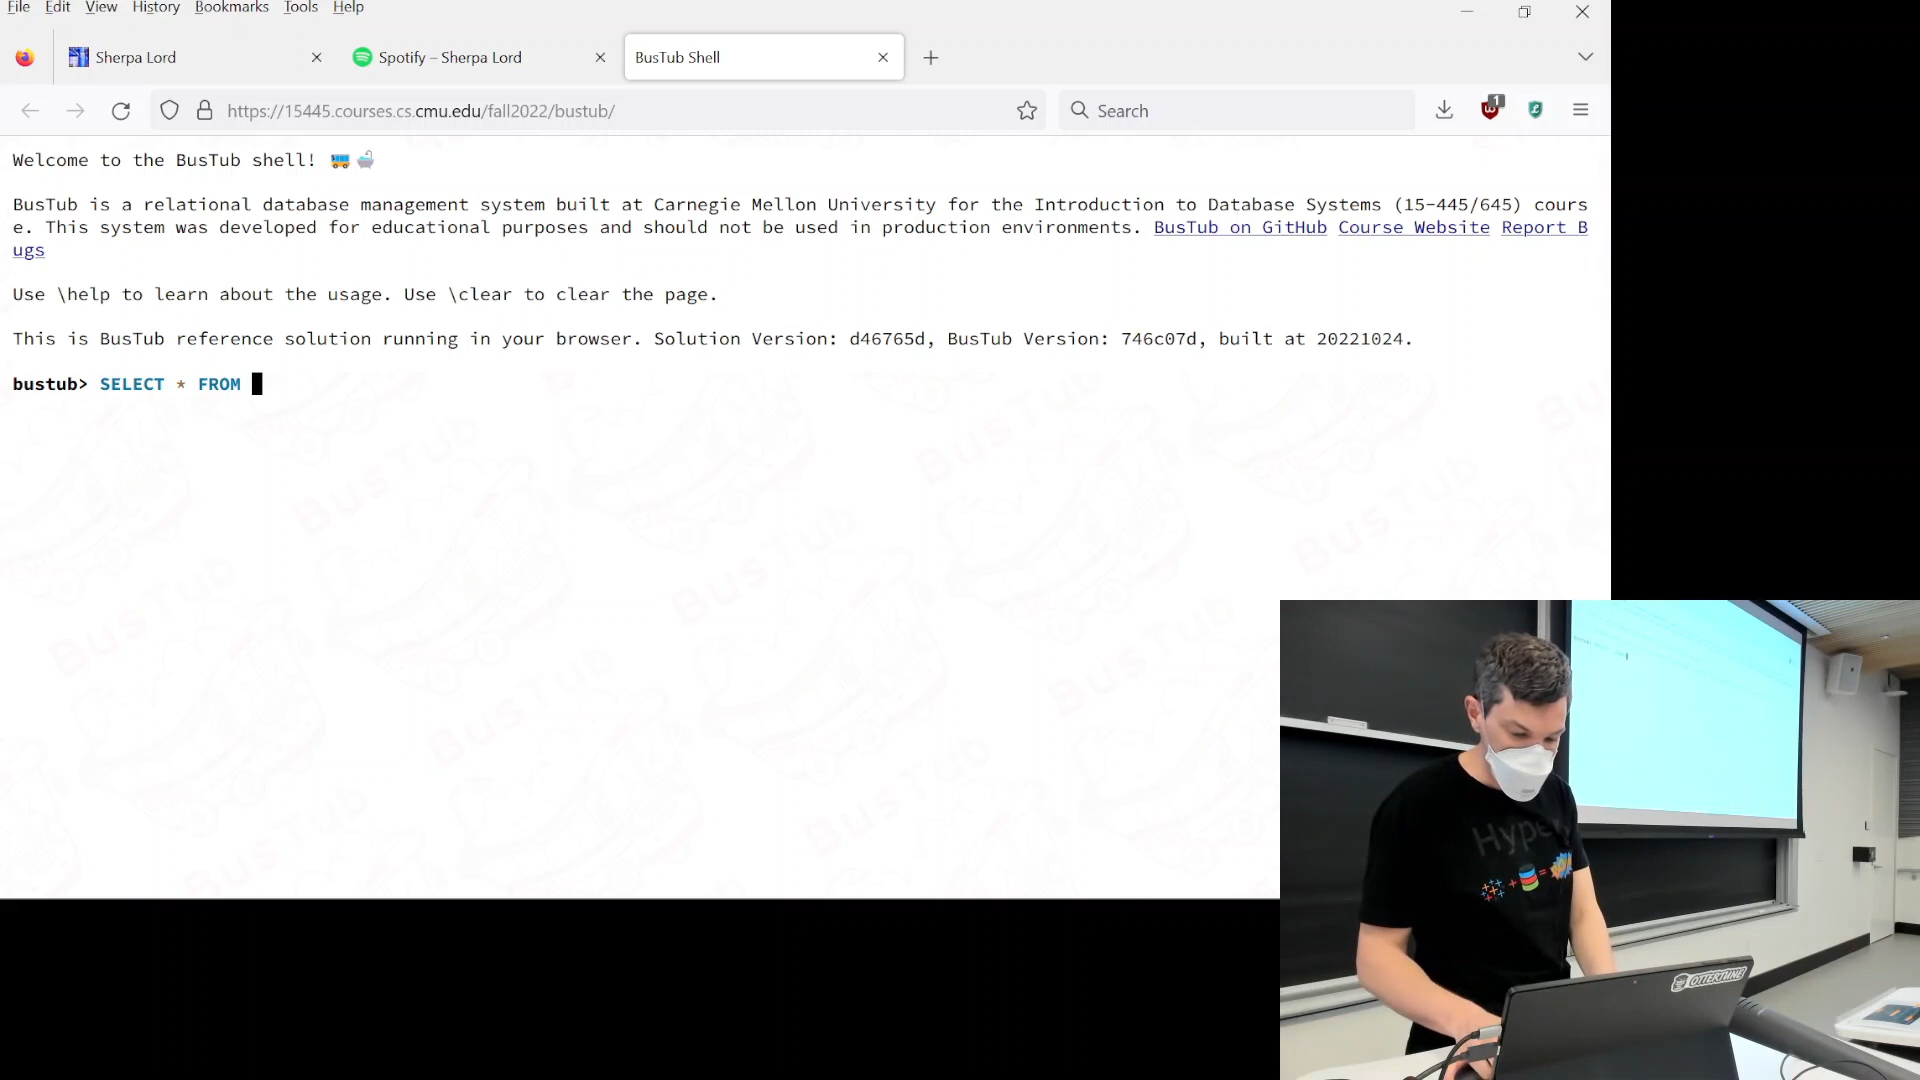 File Edit View History Bookmarks Tools Help
Sherpa Lord
Spotify – Sherpa Lord
BusTub Shell
https://15445.courses.cs.cmu.edu/fall2022/bustub/
Search
1
Welcome to the BusTub shell! 🚌🛁
BusTub is a relational database management system built at Carnegie Mellon University for the Introduction to Database Systems (15-445/645) cours
e. This system was developed for educational purposes and should not be used in production environments. BusTub on GitHub Course Website Report B
ugs
Use \help to learn about the usage. Use \clear to clear the page.
This is BusTub reference solution running in your browser. Solution Version: d46765d, BusTub Version: 746c07d, built at 20221024.
bustub> SELECT * FROM
BusTub
Hyper
OTTERTUNE